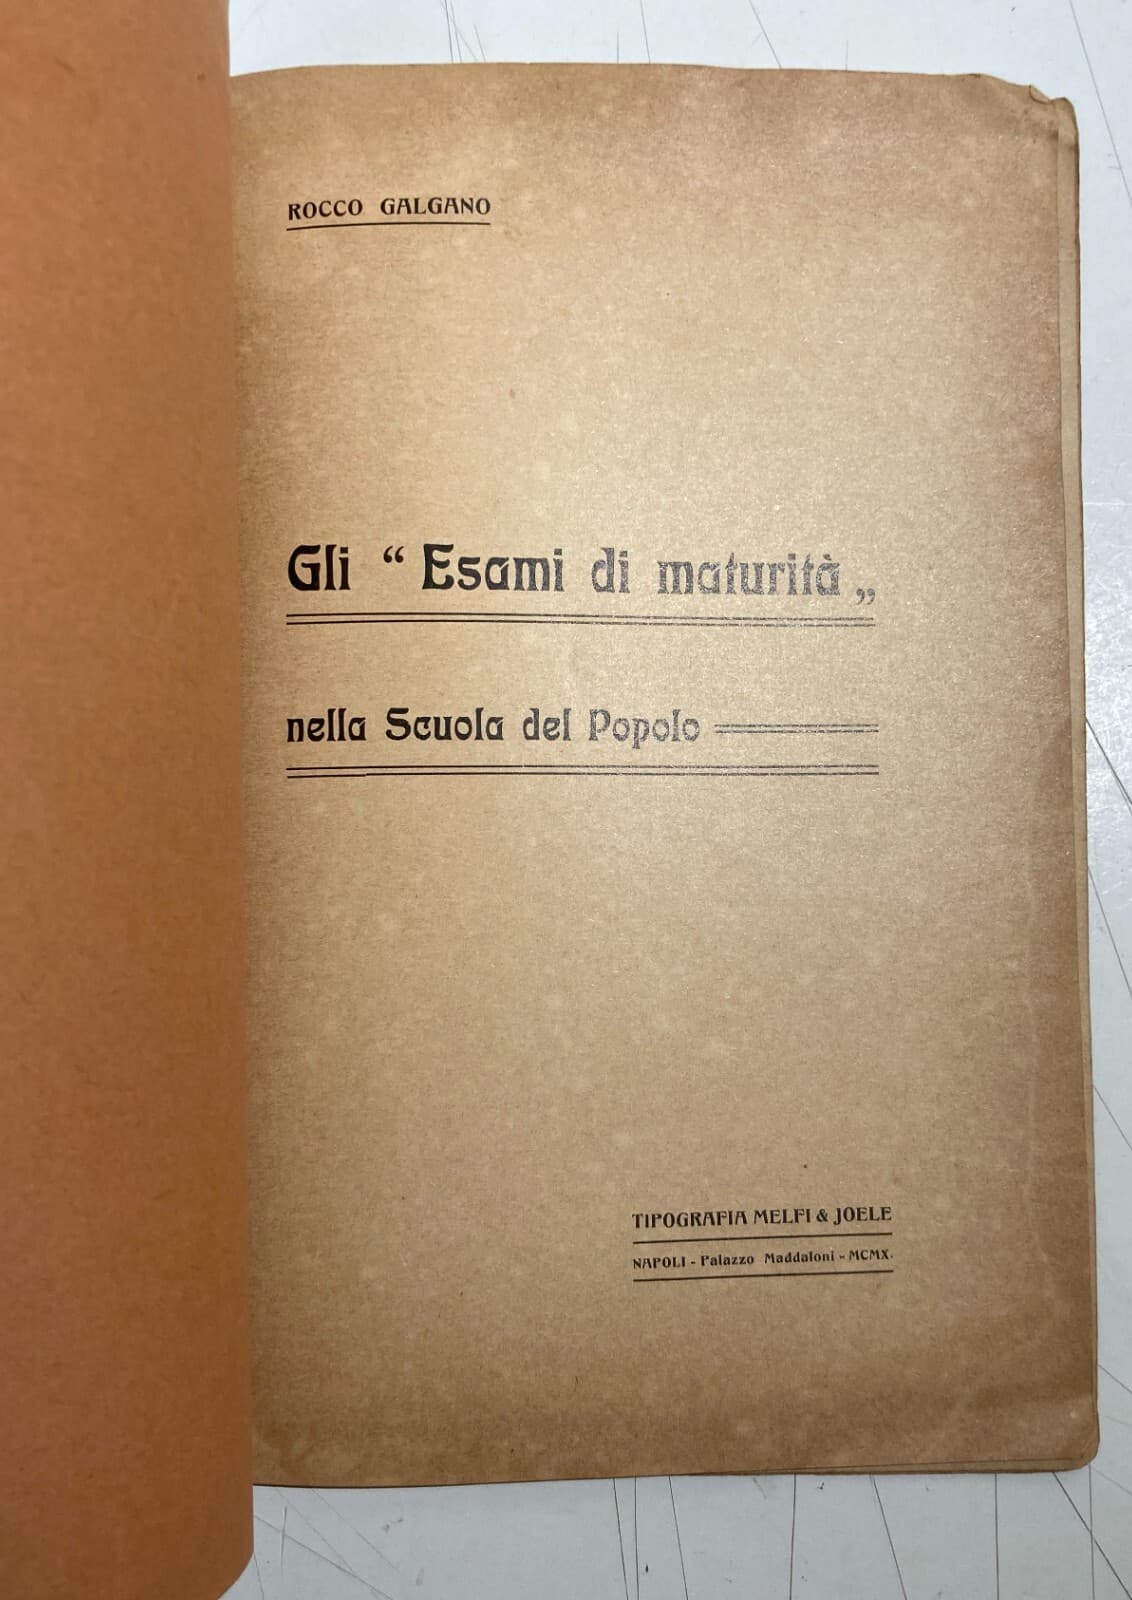 ROCCO GALGANO
Gli “ Esami di maturità „
nella Scuola del Popolo
TIPOGRAFIA MELFI & JOELE
NAPOLI - Palazzo Maddaloni - MCMX.